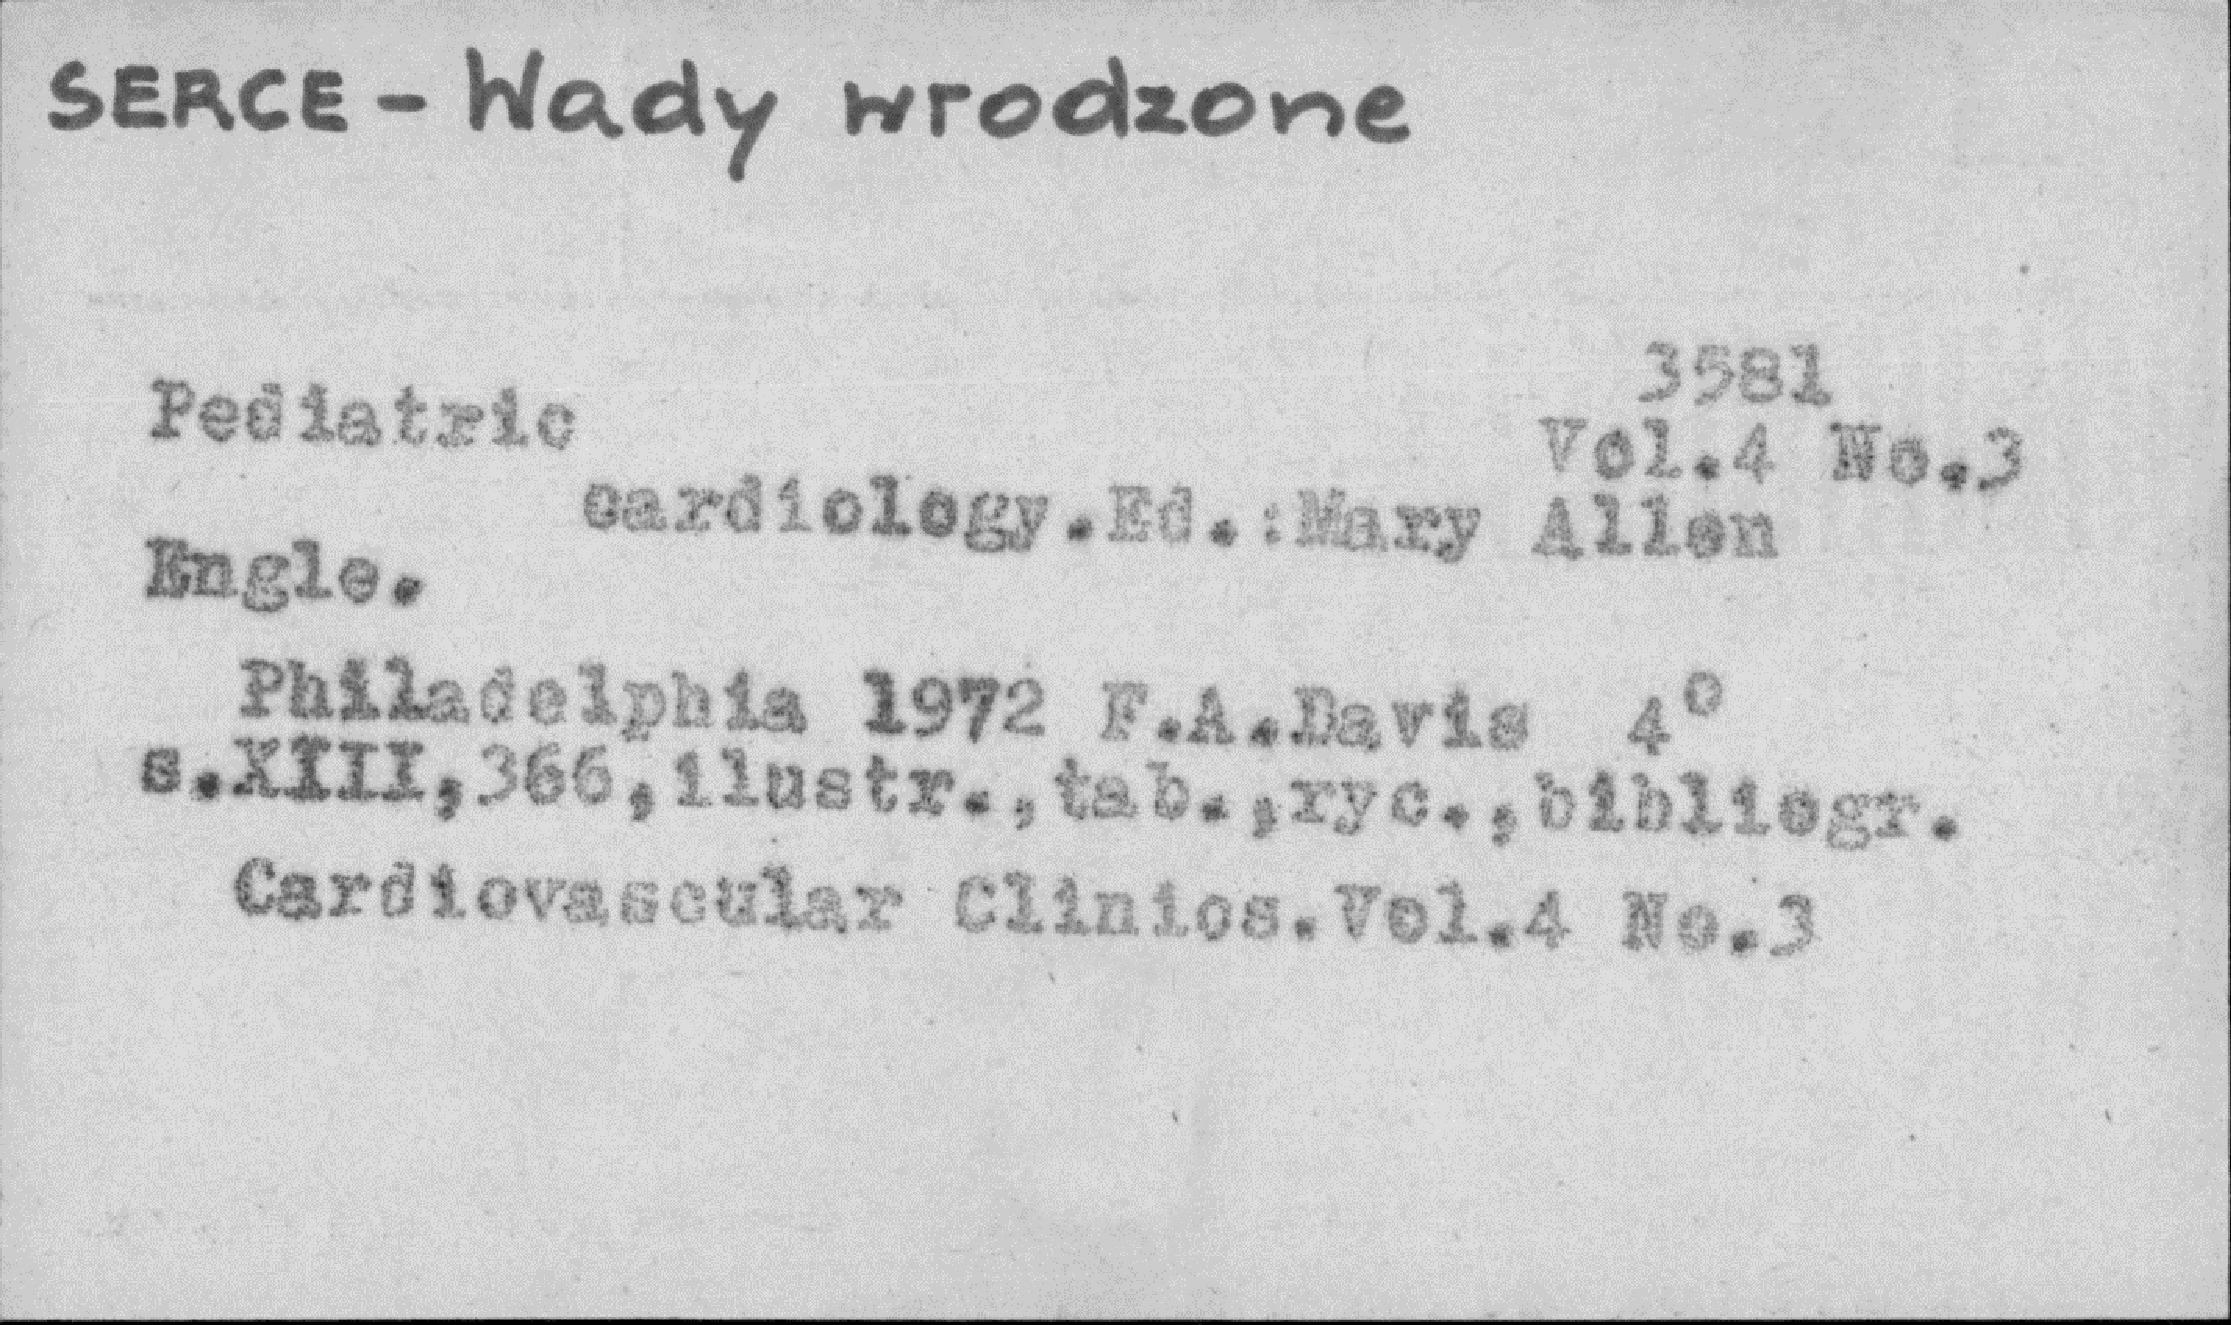 SERCE - Wady wrodzone
3581
Pediatric
Vol.4 No.3
cardiology.Ed.:Mary Allen
Engle.
Philadelphia 1972 F.A.Davis 4°
s.XIII,366,ilustr.,tab.,ryc.,bibliogr.
Cardiovascular Clinics.Vol.4 No.3